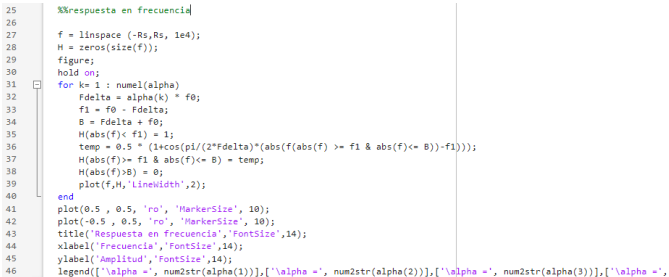 25 %%respuesta en frecuencia
26
27 f = linspace (-Rs,Rs, 1e4);
28 H = zeros(size(f));
29 figure;
30 hold on;
31 for k= 1 : numel(alpha)
32 Fdelta = alpha(k) * f0;
33 f1 = f0 - Fdelta;
34 B = Fdelta + f0;
35 H(abs(f)< f1) = 1;
36 temp = 0.5 * (1+cos(pi/(2*Fdelta)*(abs(f(abs(f) >= f1 & abs(f)<= B))-f1)));
37 H(abs(f)>= f1 & abs(f)<= B) = temp;
38 H(abs(f)>B) = 0;
39 plot(f,H,'LineWidth',2);
40 end
41 plot(0.5 , 0.5, 'ro', 'MarkerSize', 10);
42 plot(-0.5 , 0.5, 'ro', 'MarkerSize', 10);
43 title('Respuesta en frecuencia','FontSize',14);
44 xlabel('Frecuencia','FontSize',14);
45 ylabel('Amplitud','FontSize',14);
46 legend(['\alpha =', num2str(alpha(1))],['\alpha =', num2str(alpha(2))],['\alpha =', num2str(alpha(3))],['\alpha =',